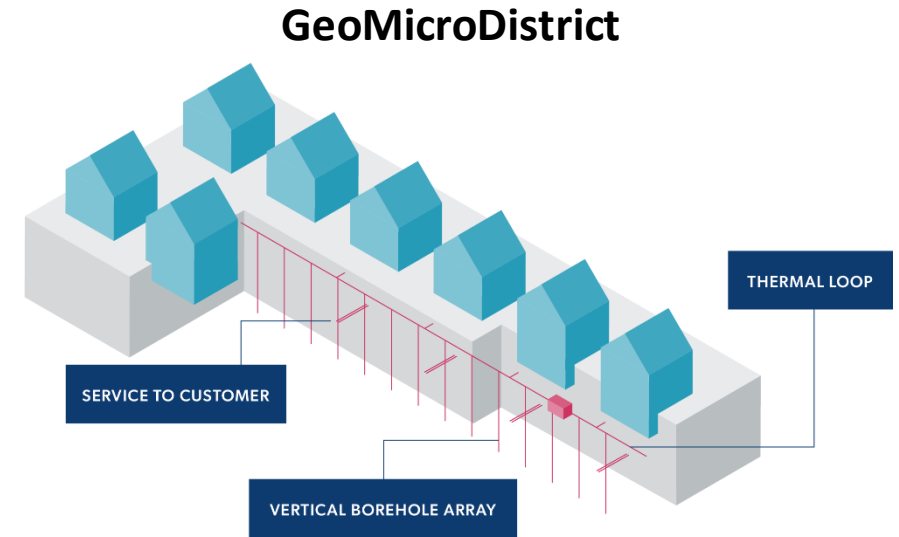 GeoMicroDistrict
THERMAL LOOP
SERVICE TO CUSTOMER
VERTICAL BOREHOLE ARRAY